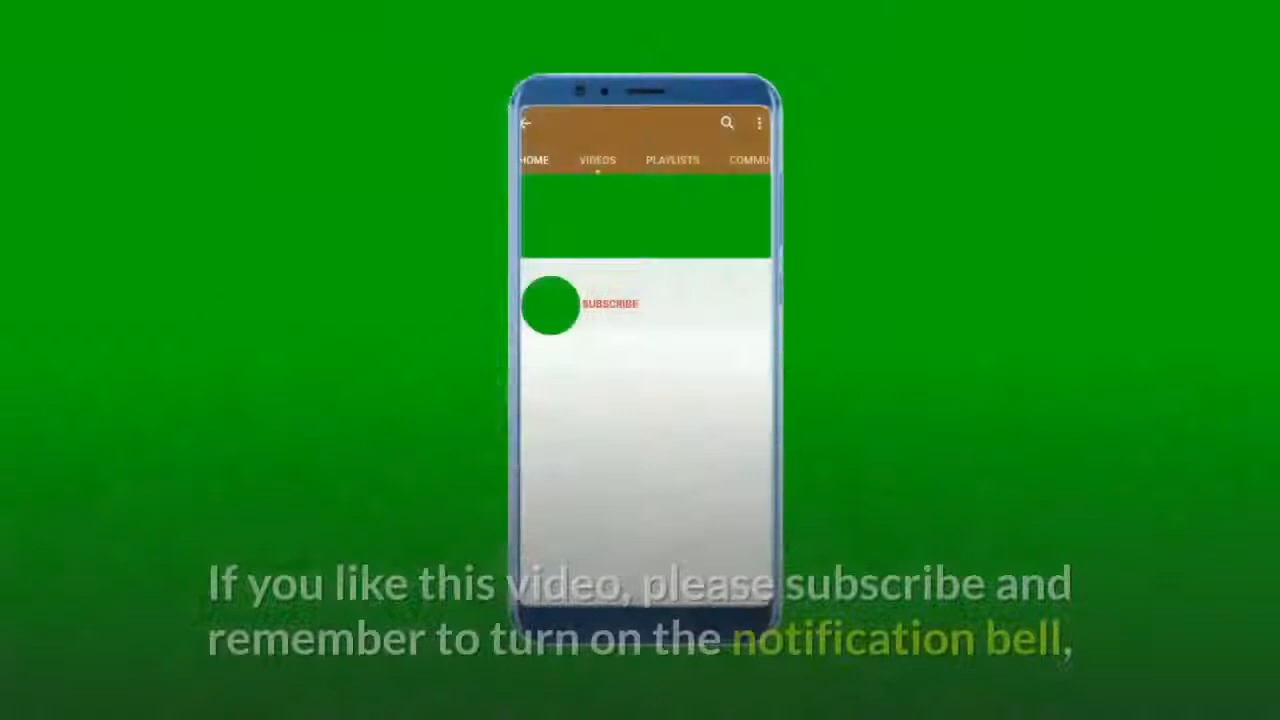 HOME VIDEOS PLAYLISTS COMMU
SUBSCRIBE
If you like this video, please subscribe and
remember to turn on the notification bell,